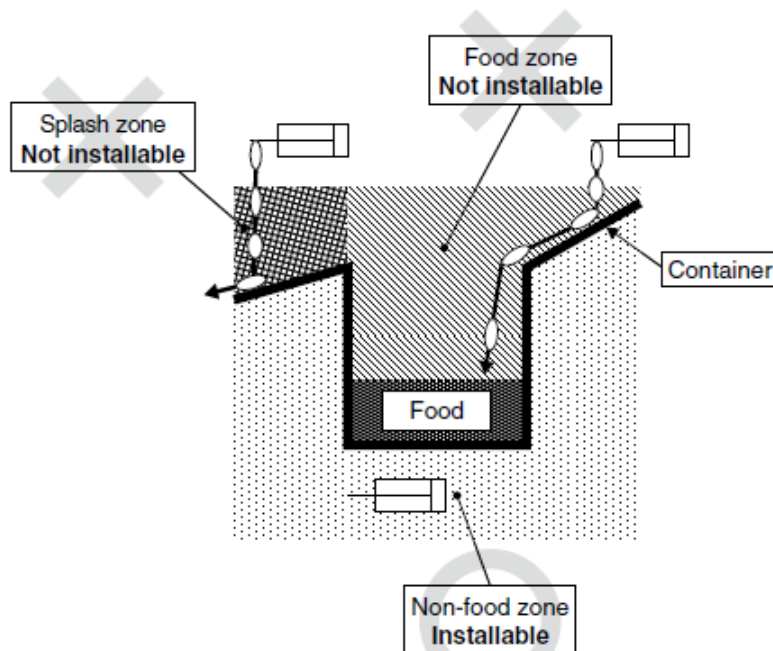 Food zone
Not installable
Splash zone
Not installable
Container
Food
Non-food zone
Installable